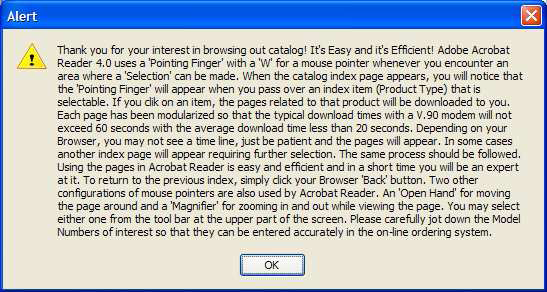 Alert
Thank you for your interest in browsing out catalog! It's Easy and it's Efficient! Adobe Acrobat
Reader 4.0 uses a 'Pointing Finger' with a 'W' for a mouse pointer whenever you encounter an
area where a 'Selection' can be made. When the catalog index page appears, you will notice that
the 'Pointing Finger' will appear when you pass over an index item (Product Type) that is
selectable. If you clik on an item, the pages related to that product will be downloaded to you.
Each page has been modularized so that the typical download times with a V.90 modem will not
exceed 60 seconds with the average download time less than 20 seconds. Depending on your
Browser, you may not see a time line, just be patient and the pages will appear. In some cases
another index page will appear requiring further selection. The same process should be followed.
Using the pages in Acrobat Reader is easy and efficient and in a short time you will be an expert
at it. To return to the previous index, simply click your Browser 'Back' button. Two other
configurations of mouse pointers are also used by Acrobat Reader. An 'Open Hand' for moving
the page around and a 'Magnifier' for zooming in and out while viewing the page. You may select
either one from the tool bar at the upper part of the screen. Please carefully jot down the Model
Numbers of interest so that they can be entered accurately in the on-line ordering system.
OK